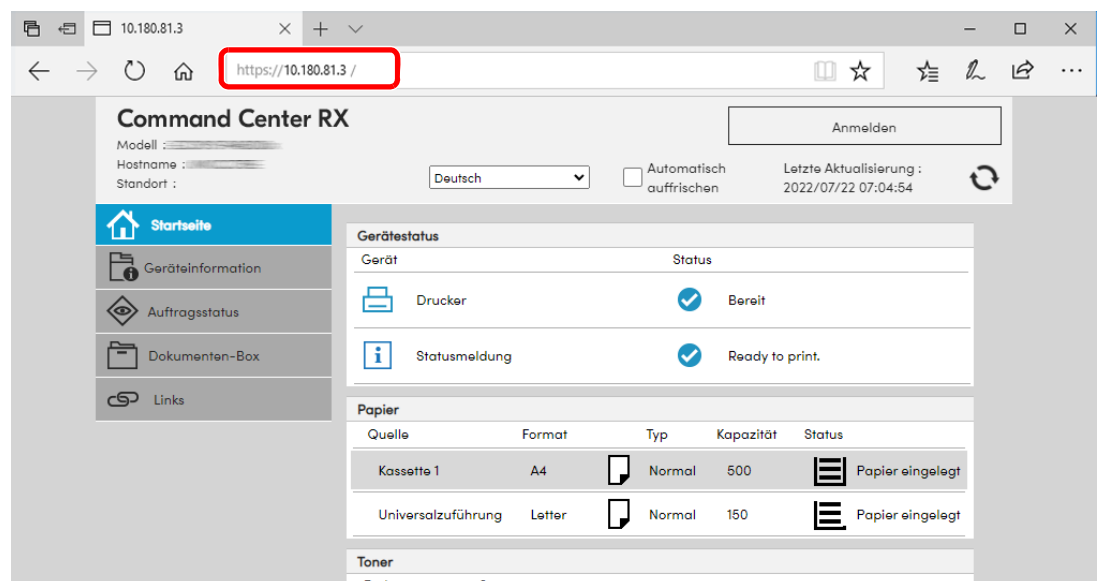 10.180.81.3
https://10.180.81.3 /
Command Center RX
Anmelden
Modell :
Hostname :
Standort :
Deutsch
Automatisch
auffrischen
Letzte Aktualisierung :
2022/07/22 07:04:54
Startseite
Geräteinformation
Auftragsstatus
Dokumenten-Box
Links
Gerätestatus
Gerät Status
Drucker Bereit
Statusmeldung Ready to print.
Papier
Quelle Format Typ Kapazität Status
Kassette 1 A4 Normal 500 Papier eingelegt
Universalzuführung Letter Normal 150 Papier eingelegt
Toner